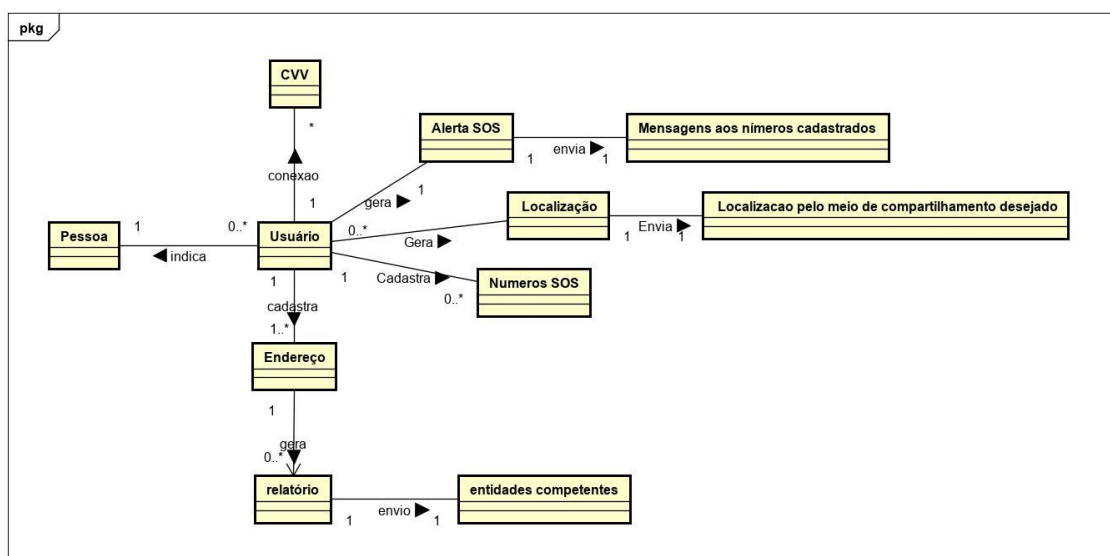 pkg
CVV
*
conexao
1
Alerta SOS
1
envia
1
Mensagens aos nímeros cadastrados
gera
1
Pessoa
1
indica
0..*
Usuário
0..*
Gera
Localização
1
Envia
1
Localizacao pelo meio de compartilhamento desejado
1
Cadastra
0..*
Numeros SOS
1
cadastra
1..*
Endereço
1
gera
0..*
relatório
1
envio
1
entidades competentes